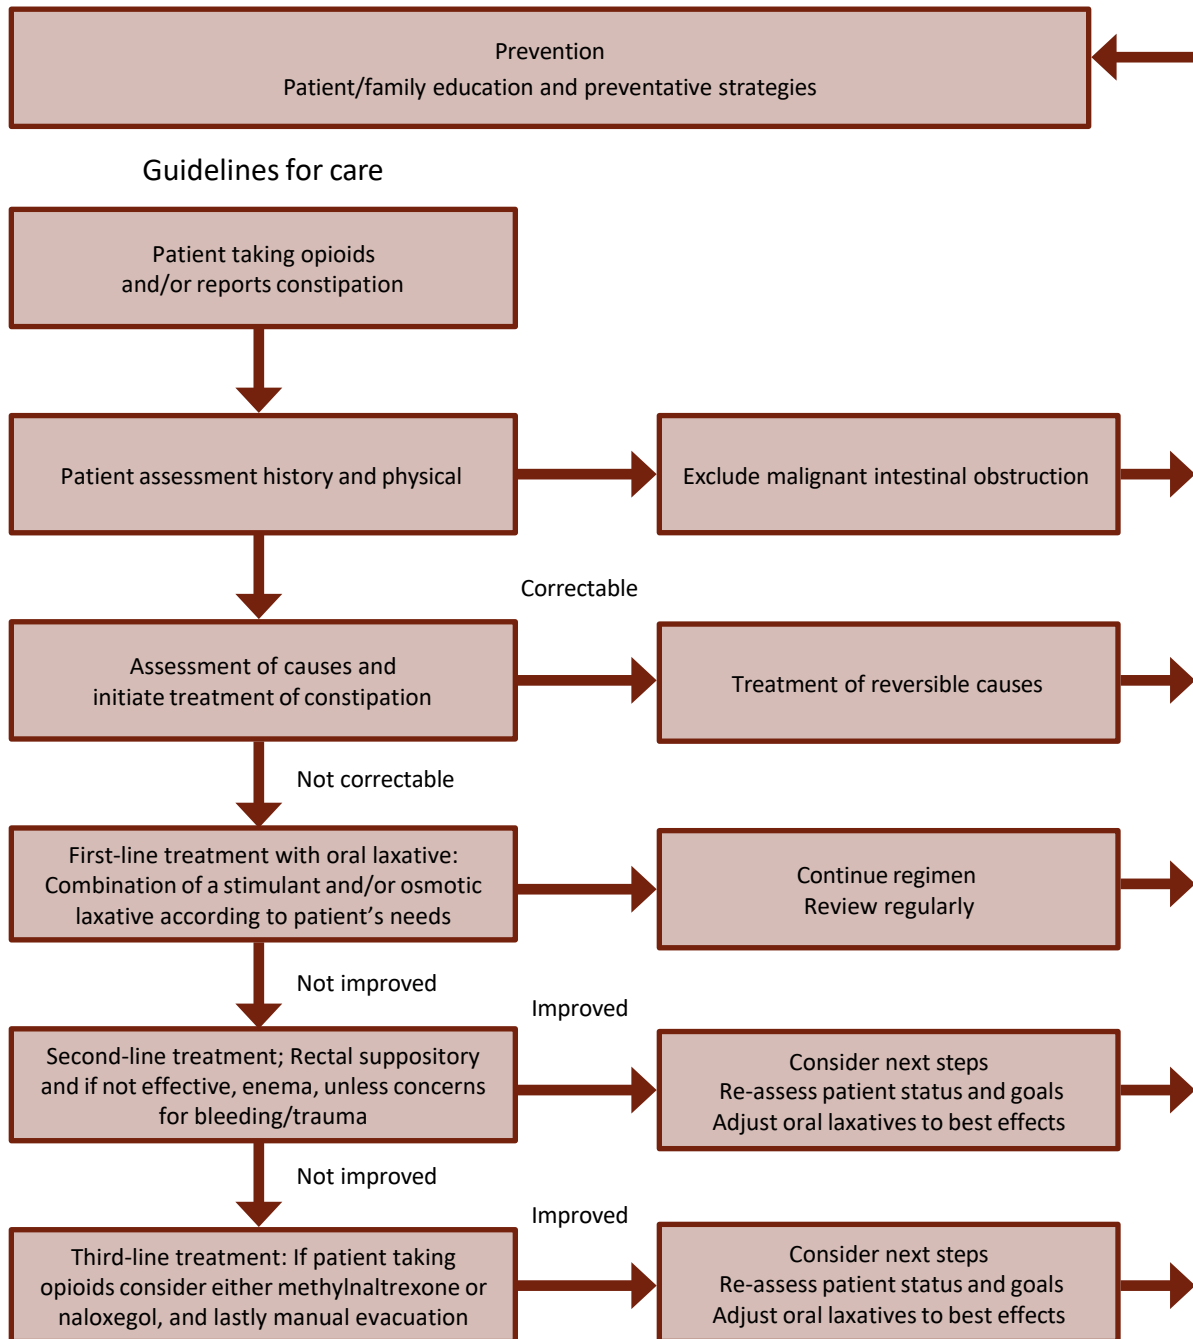 Prevention
Patient/family education and preventative strategies
Guidelines for care
Patient taking opioids
and/or reports constipation
Patient assessment history and physical
Exclude malignant intestinal obstruction
Correctable
Assessment of causes and
initiate treatment of constipation
Treatment of reversible causes
Not correctable
First-line treatment with oral laxative:
Combination of a stimulant and/or osmotic
laxative according to patient’s needs
Continue regimen
Review regularly
Not improved
Improved
Second-line treatment; Rectal suppository
and if not effective, enema, unless concerns
for bleeding/trauma
Consider next steps
Re-assess patient status and goals
Adjust oral laxatives to best effects
Not improved
Improved
Third-line treatment: If patient taking
opioids consider either methylnaltrexone or
naloxegol, and lastly manual evacuation
Consider next steps
Re-assess patient status and goals
Adjust oral laxatives to best effects